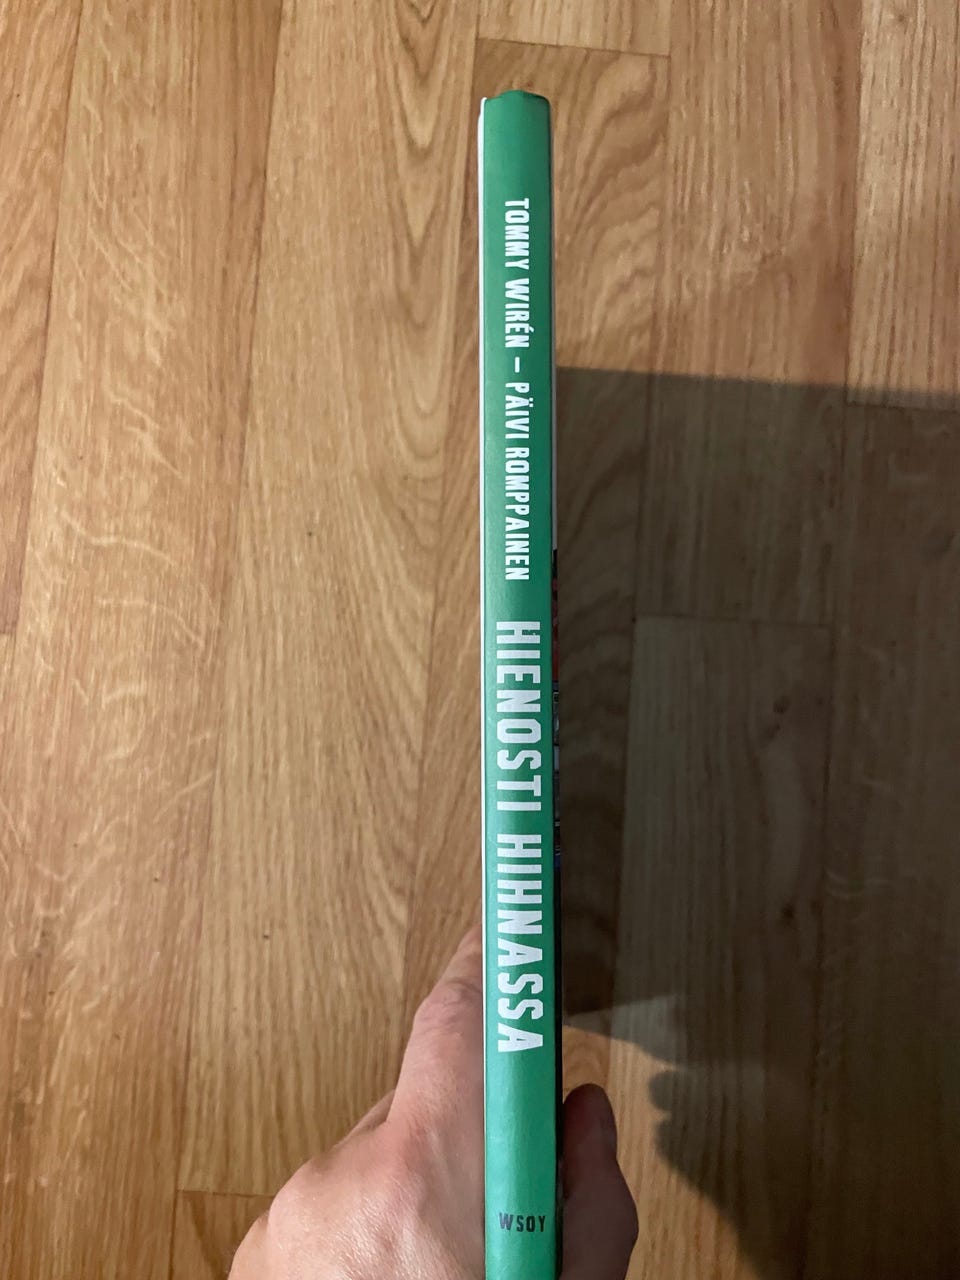 TOMMY WIRÉN – PÄIVI ROMPPAINEN
HIENOSTI HIHNASSA
WSOY